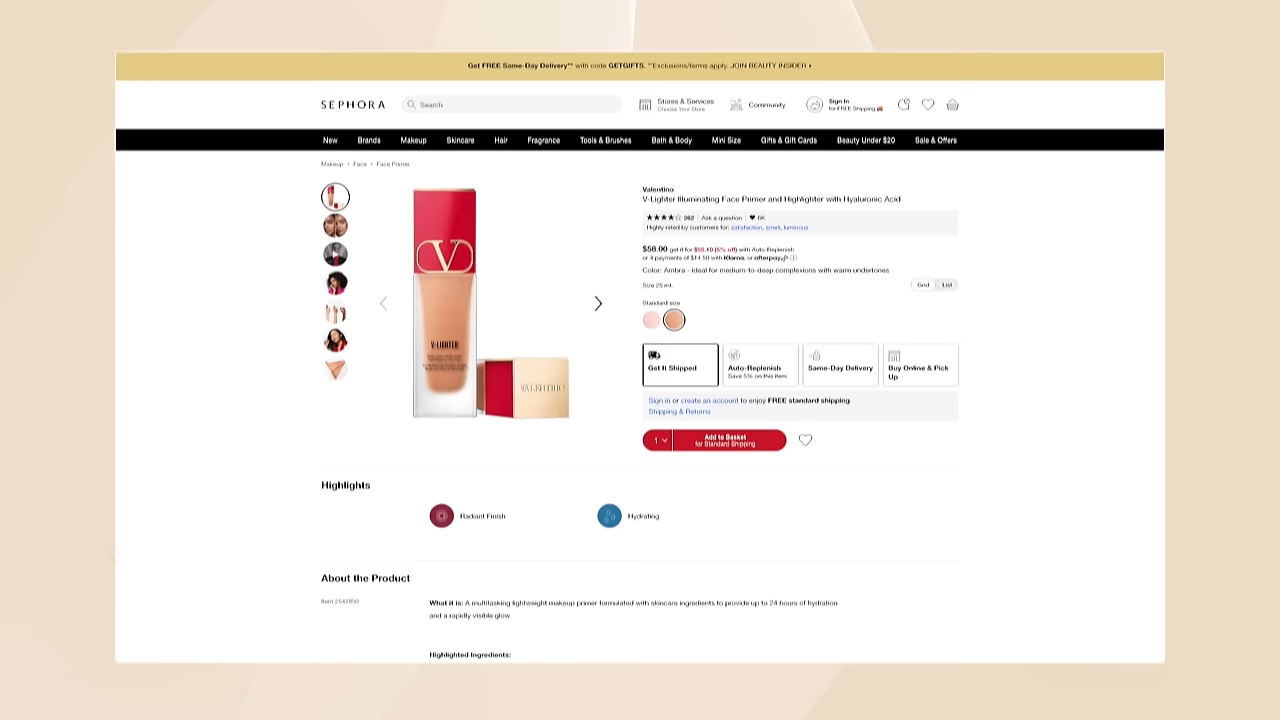 Get FREE Same-Day Delivery** with code GETGIFTS. **Exclusions/terms apply. JOIN BEAUTY INSIDER ▸
SEPHORA
Search
Stores & Services
Choose Your Store
Community
Sign In
for FREE Shipping
New Brands Makeup Skincare Hair Fragrance Tools & Brushes Bath & Body Mini Size Gifts & Gift Cards Beauty Under $20 Sale & Offers
Makeup > Face > Face Primer
Valentino
V-Lighter Illuminating Face Primer and Highlighter with Hyaluronic Acid
262 | Ask a question | 6K
Highly rated by customers for: satisfaction, smell, luminous
$58.00 get it for $55.10 (5% off) with Auto-Replenish
or 4 payments of $14.50 with Klarna. or afterpay
Color: Ambra - ideal for medium-to-deep complexions with warm undertones
Size 25 mL
Grid List
Standard size
V-LIGHTER
VALENTINO
Get It Shipped
Auto-Replenish
Save 5% on this item
Same-Day Delivery
Buy Online & Pick Up
Sign in or create an account to enjoy FREE standard shipping
Shipping & Returns
1
Add to Basket
for Standard Shipping
Highlights
Radiant Finish
Hydrating
About the Product
Item 2542850
What it is: A multitasking lightweight makeup primer formulated with skincare ingredients to provide up to 24 hours of hydration
and a rapidly visible glow.
Highlighted Ingredients: